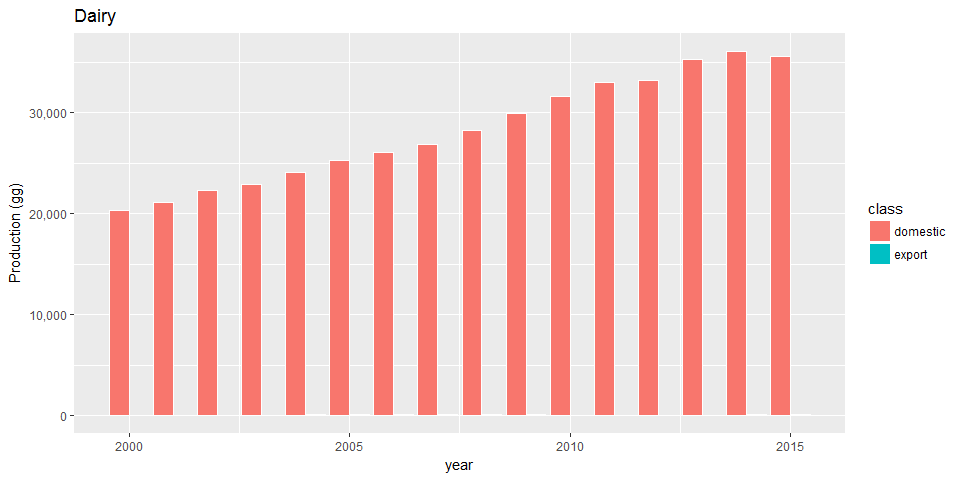 Dairy
Production (gg)
30,000
20,000
10,000
0
2000 2005 2010 2015
year
class
domestic
export